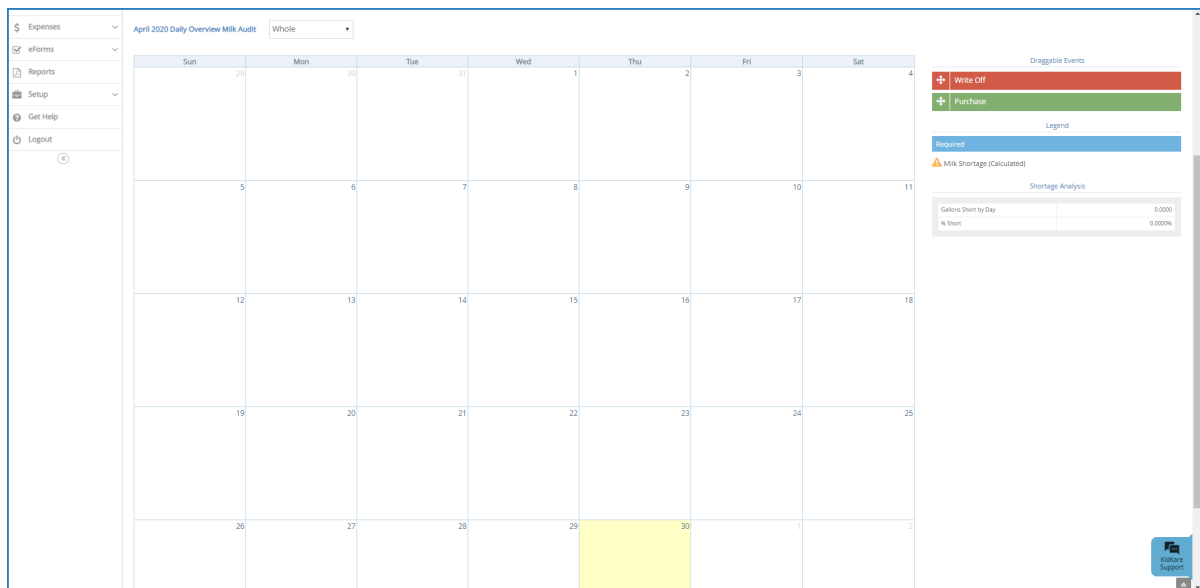 Expenses
eForms
Reports
Setup
Get Help
Logout
April 2020 Daily Overview Milk Audit Whole
Sun Mon Tue Wed Thu Fri Sat
29 30 31 1 2 3 4
5 6 7 8 9 10 11
12 13 14 15 16 17 18
19 20 21 22 23 24 25
26 27 28 29 30 1 2
Draggable Events
Write Off
Purchase
Legend
Required
Milk Shortage (Calculated)
Shortage Analysis
Gallons Short by Day 0.0000
% Short 0.0000%
KidKare
Support